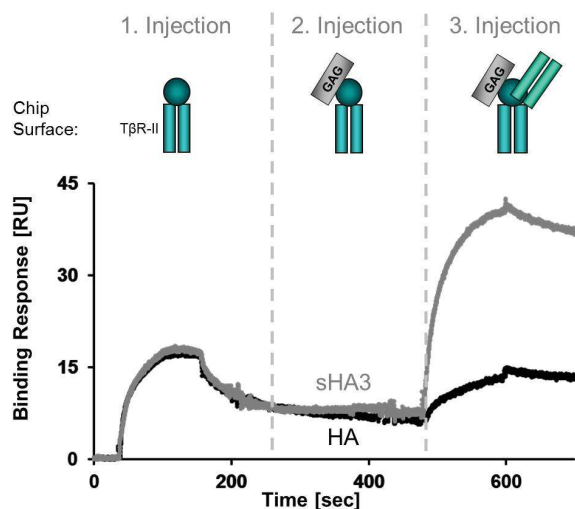 1. Injection
2. Injection
3. Injection
GAG
GAG
Chip
Surface:
TβR-II
Binding Response [RU]
45
30
15
0
sHA3
HA
0
200
400
600
Time [sec]